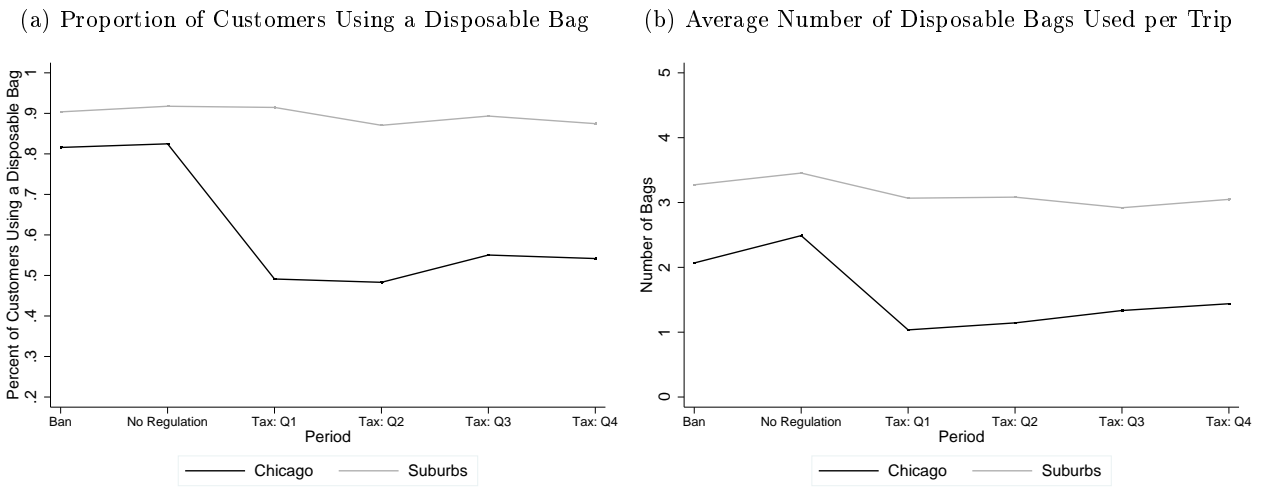 (a) Proportion of Customers Using a Disposable Bag
Percent of Customers Using a Disposable Bag
1
.9
.8
.7
.6
.5
.4
.3
.2
Ban No Regulation Tax: Q1 Tax: Q2 Tax: Q3 Tax: Q4
Period
Chicago Suburbs
(b) Average Number of Disposable Bags Used per Trip
Number of Bags
5
4
3
2
1
0
Ban No Regulation Tax: Q1 Tax: Q2 Tax: Q3 Tax: Q4
Period
Chicago Suburbs